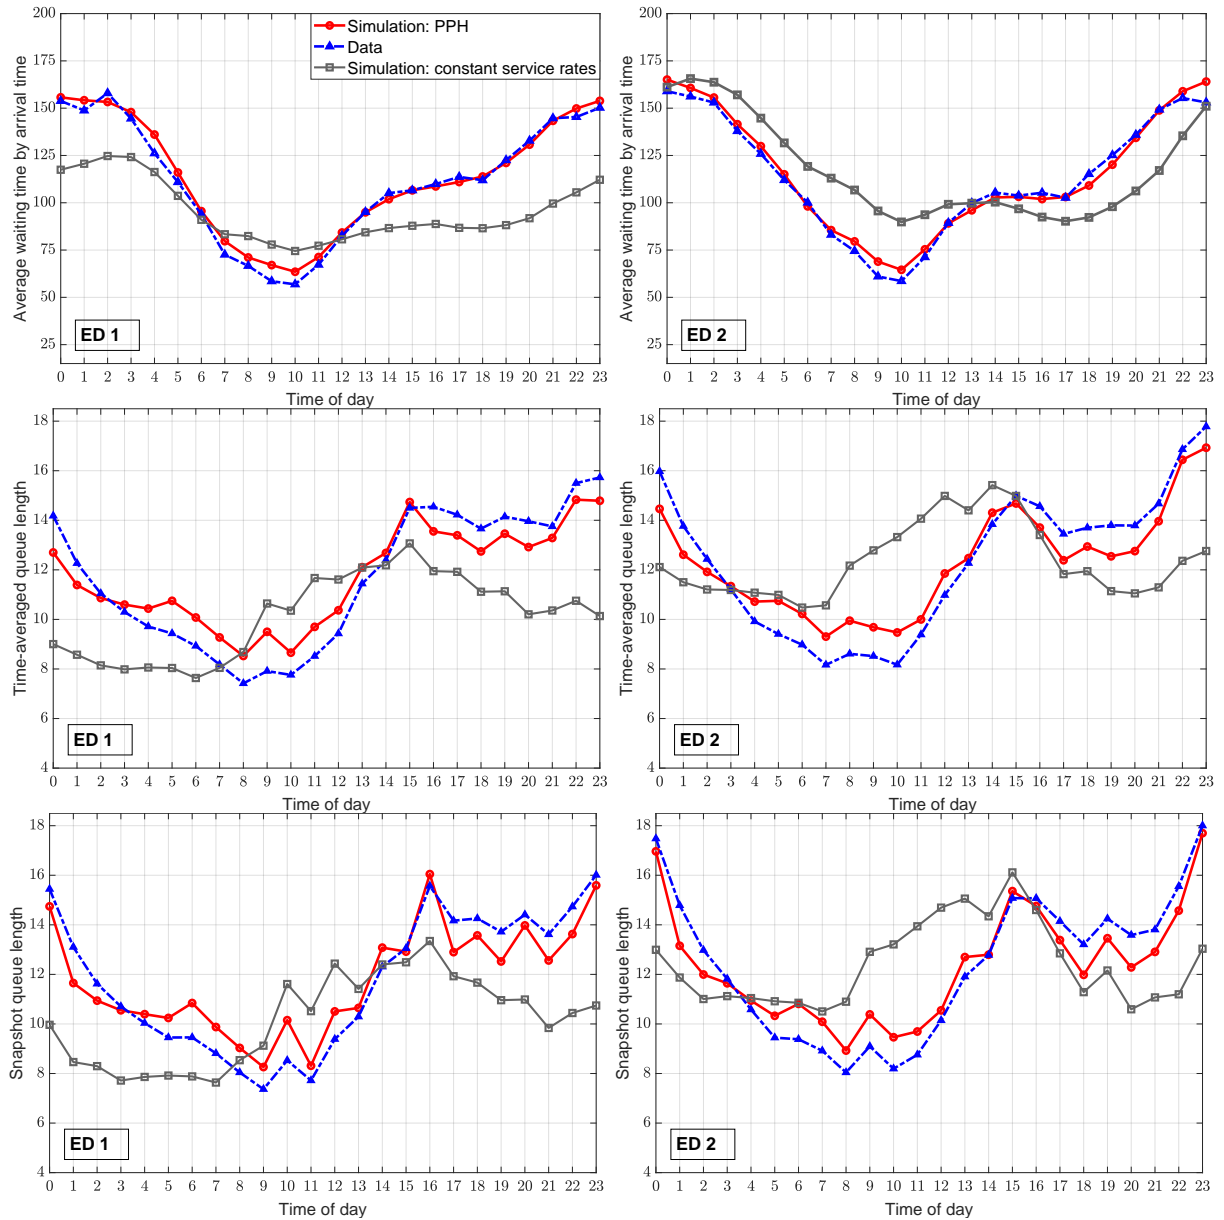 200
175
150
125
100
75
50
25
Average waiting time by arrival time
Simulation: PPH
Data
Simulation: constant service rates
ED 1
0 1 2 3 4 5 6 7 8 9 10 11 12 13 14 15 16 17 18 19 20 21 22 23
Time of day
200
175
150
125
100
75
50
25
Average waiting time by arrival time
ED 2
0 1 2 3 4 5 6 7 8 9 10 11 12 13 14 15 16 17 18 19 20 21 22 23
Time of day
18
16
14
12
10
8
6
4
Time-averaged queue length
ED 1
0 1 2 3 4 5 6 7 8 9 10 11 12 13 14 15 16 17 18 19 20 21 22 23
Time of day
18
16
14
12
10
8
6
4
Time-averaged queue length
ED 2
0 1 2 3 4 5 6 7 8 9 10 11 12 13 14 15 16 17 18 19 20 21 22 23
Time of day
18
16
14
12
10
8
6
4
Snapshot queue length
ED 1
0 1 2 3 4 5 6 7 8 9 10 11 12 13 14 15 16 17 18 19 20 21 22 23
Time of day
18
16
14
12
10
8
6
4
Snapshot queue length
ED 2
0 1 2 3 4 5 6 7 8 9 10 11 12 13 14 15 16 17 18 19 20 21 22 23
Time of day